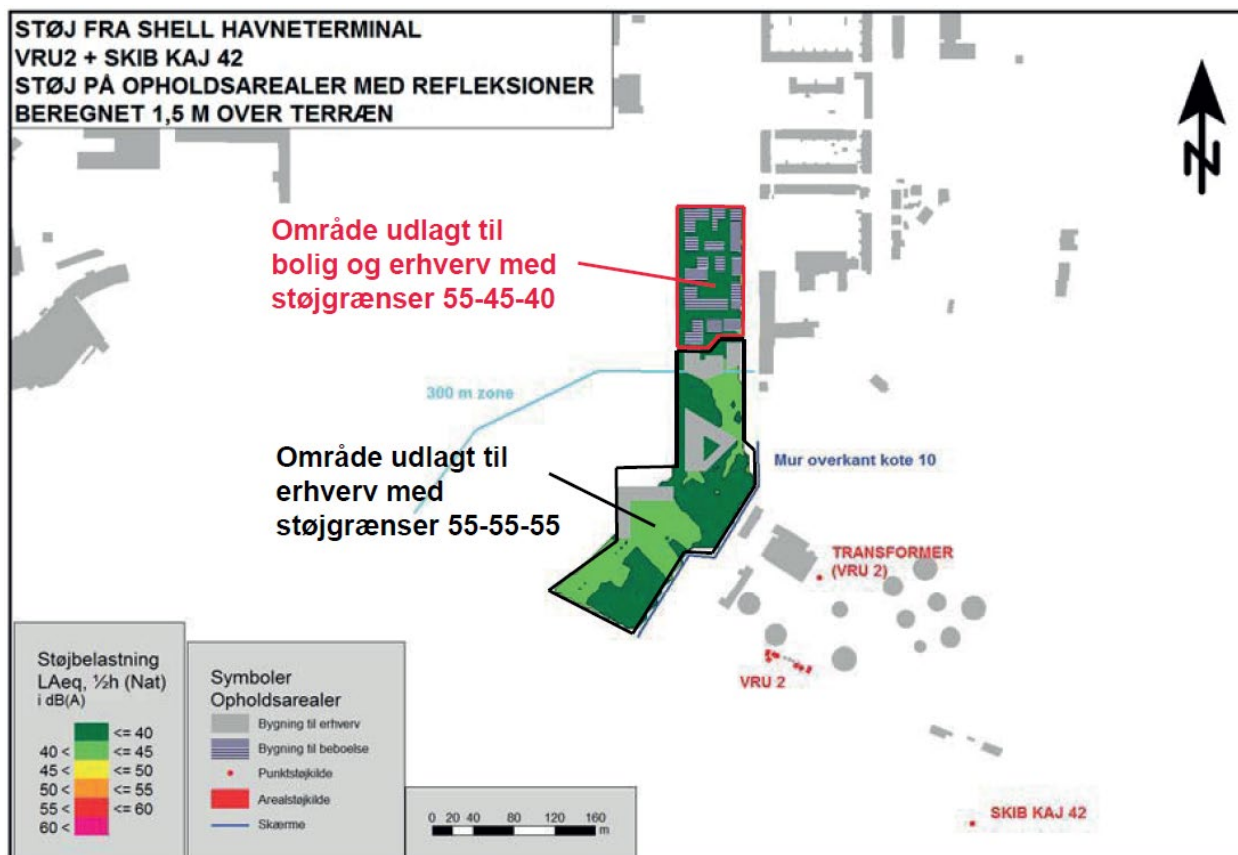 STØJ FRA SHELL HAVNETERMINAL
VRU2 + SKIB KAJ 42
STØJ PÅ OPHOLDSAREALER MED REFLEKSIONER
BEREGNET 1,5 M OVER TERRÆN
N
Område udlagt til
bolig og erhverv med
støjgrænser 55-45-40
300 m zone
Område udlagt til
erhverv med
støjgrænser 55-55-55
Mur overkant kote 10
TRANSFORMER
(VRU 2)
VRU 2
SKIB KAJ 42
Støjbelastning
LAeq, ½h (Nat)
i dB(A)
<= 40
40 < <= 45
45 < <= 50
50 < <= 55
55 < <= 60
60 <
Symboler
Opholdsarealer
Bygning til erhverv
Bygning til beboelse
Punktstøjkilde
Arealstøjkilde
Skærme
0 20 40 80 120 160
m